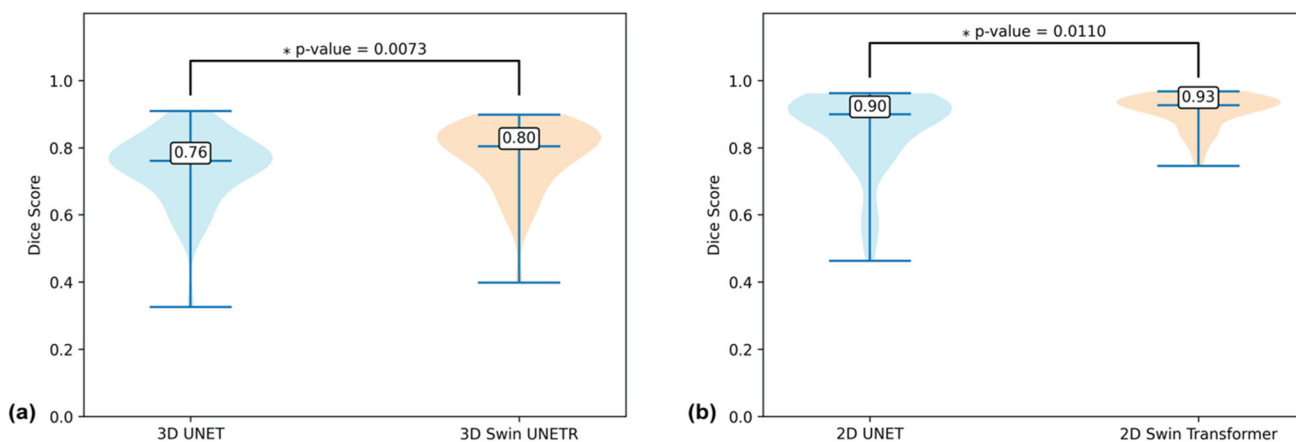 * p-value = 0.0073
1.0
0.8
0.6
0.4
0.2
0.0
Dice Score
0.76
0.80
3D UNET
3D Swin UNETR
(a)
* p-value = 0.0110
1.0
0.8
0.6
0.4
0.2
0.0
Dice Score
0.90
0.93
2D UNET
2D Swin Transformer
(b)